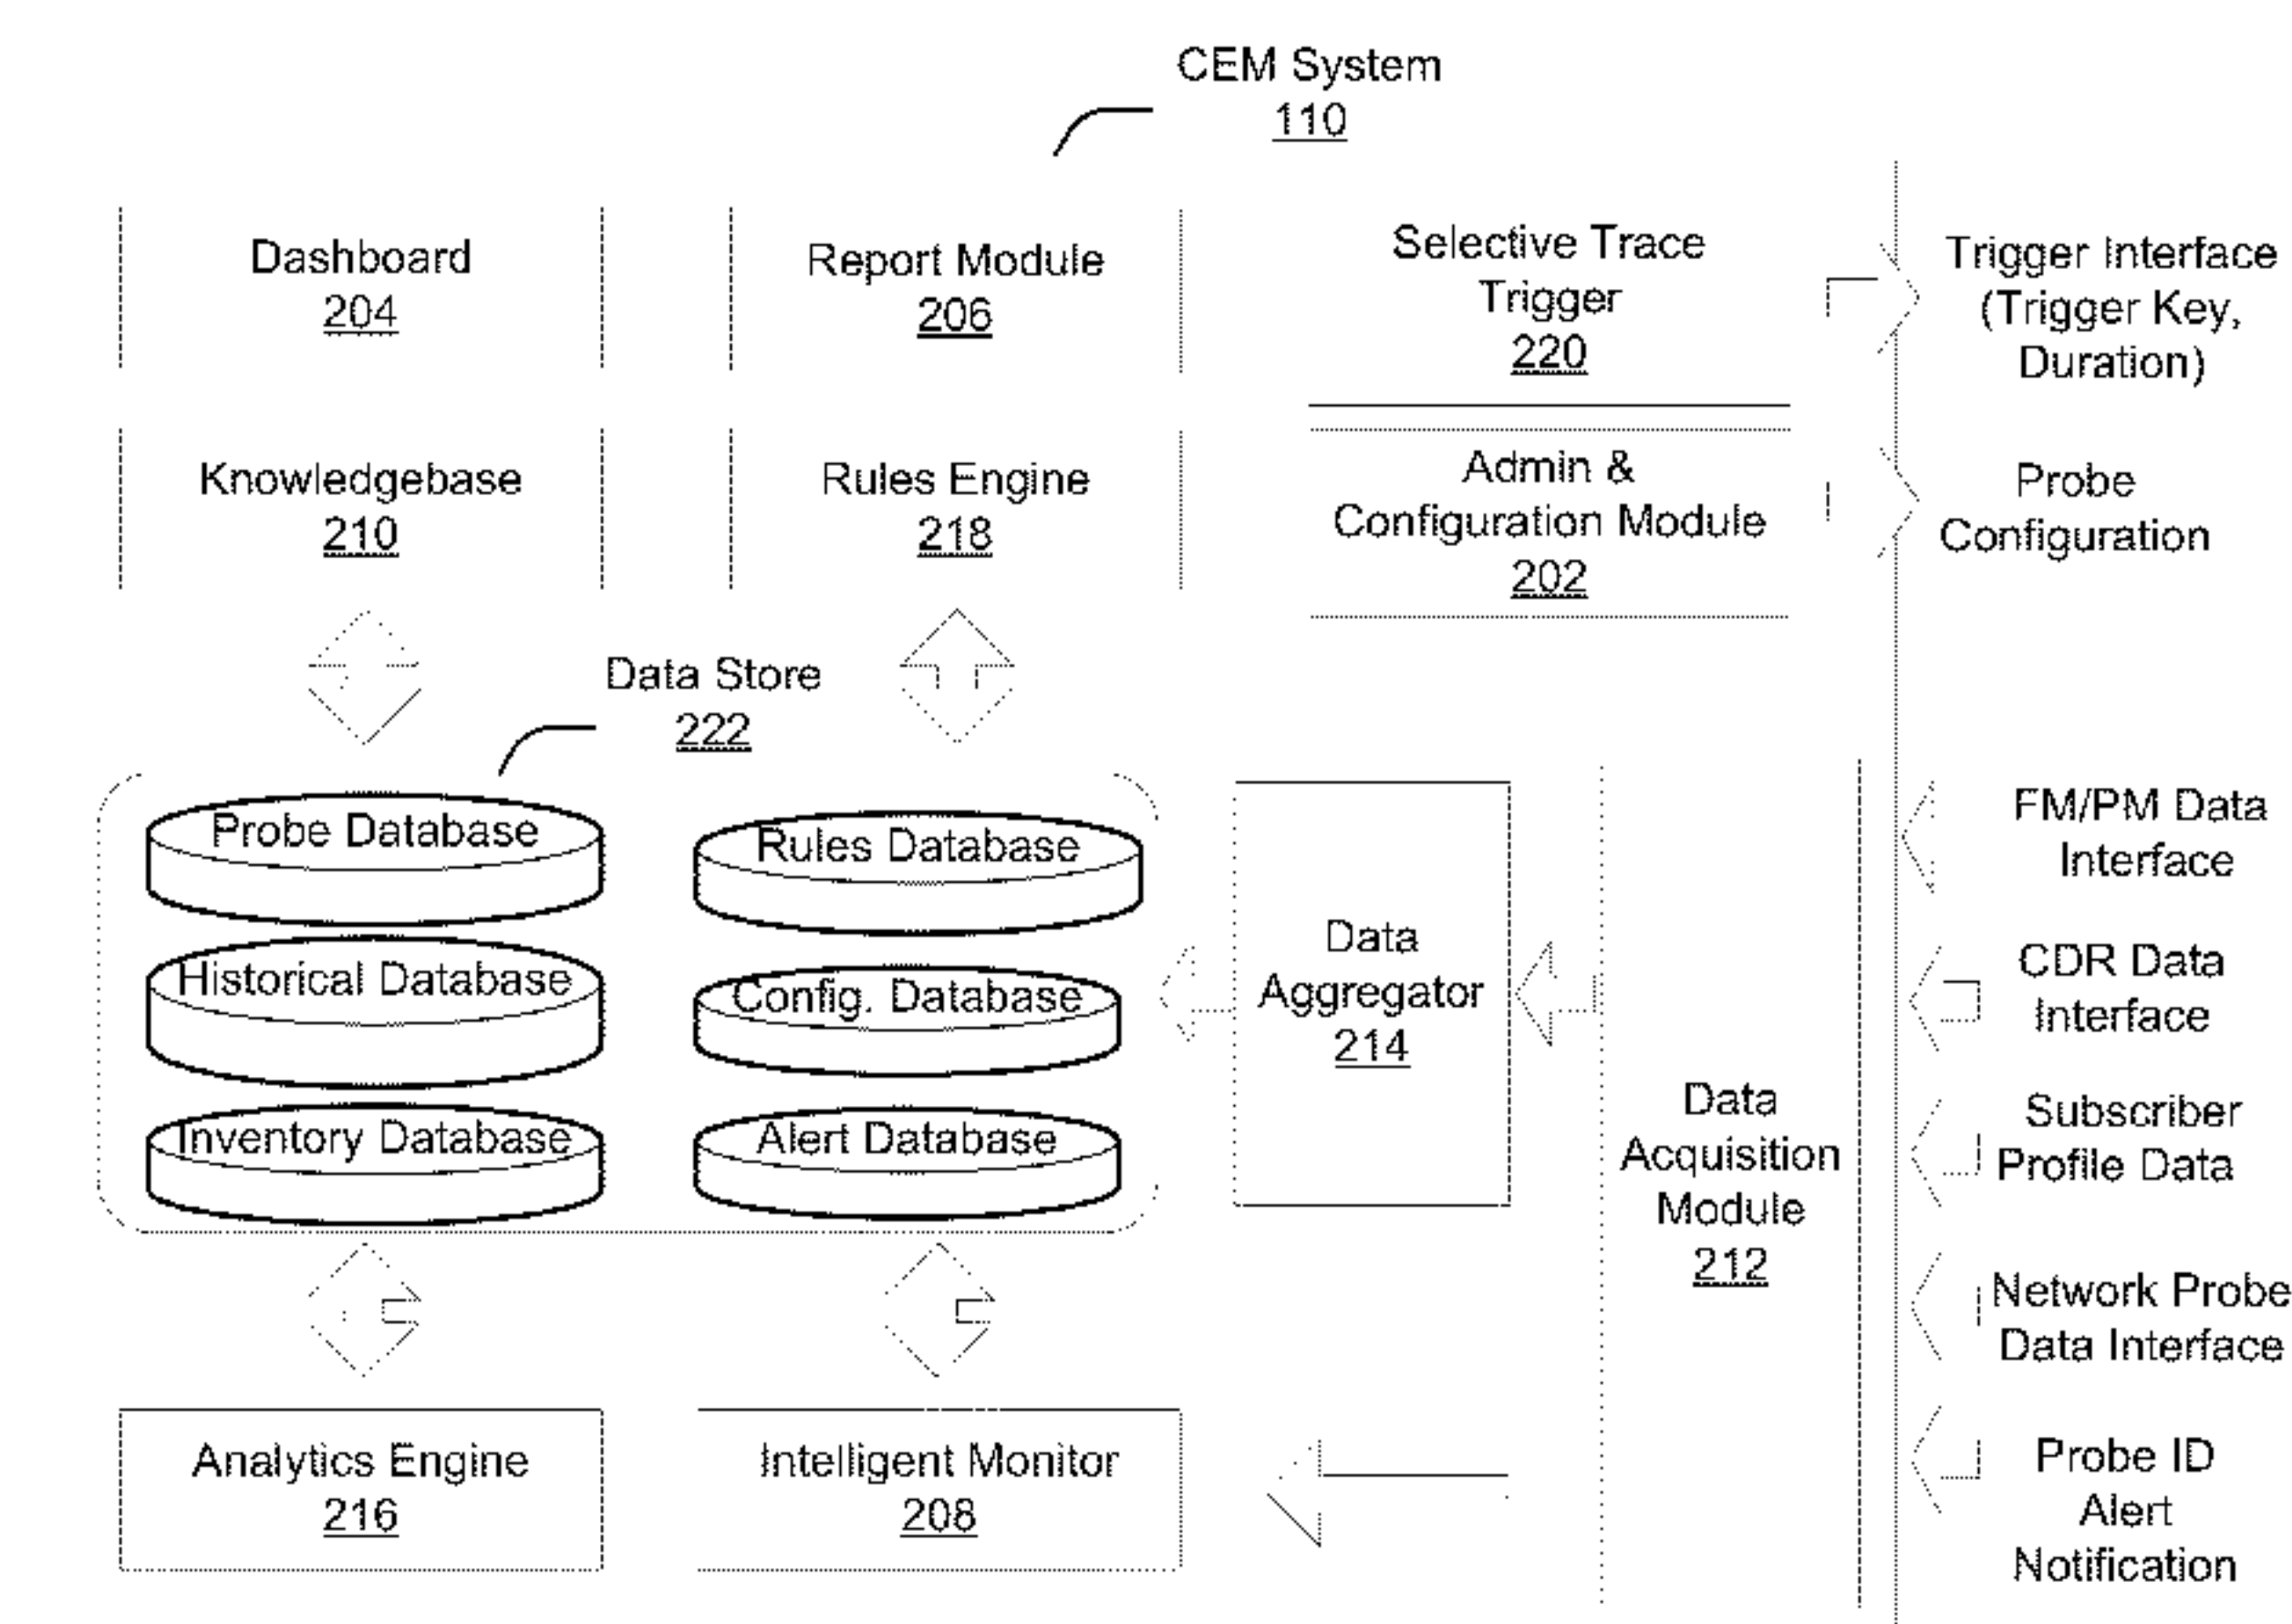 CEM System
110
Dashboard
204
Report Module
206
Selective Trace
Trigger
220
Trigger Interface
(Trigger Key,
Duration)
Knowledgebase
210
Rules Engine
218
Admin &
Configuration Module
202
Probe
Configuration
Data Store
222
Probe Database
Historical Database
Inventory Database
Rules Database
Config. Database
Alert Database
Data
Aggregator
214
Data
Acquisition
Module
212
FM/PM Data
Interface
CDR Data
Interface
Subscriber
Profile Data
Network Probe
Data Interface
Probe ID
Alert
Notification
Analytics Engine
216
Intelligent Monitor
208